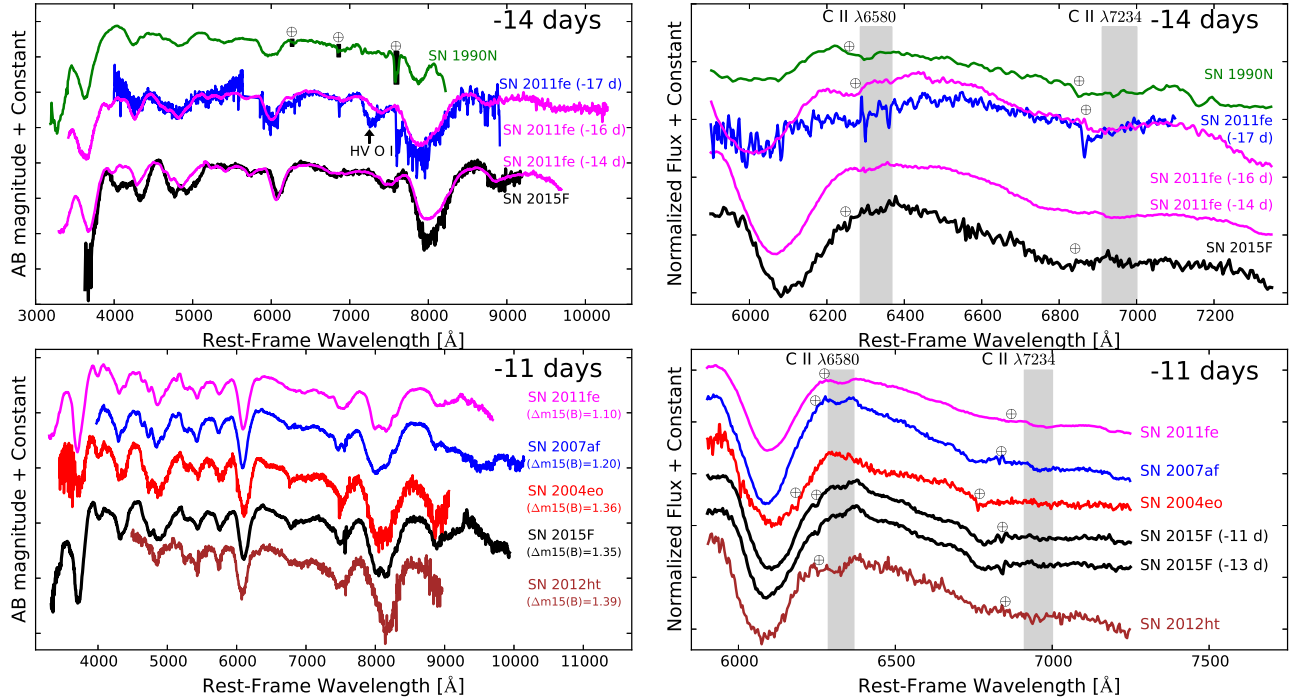 -14 days
SN 1990N
SN 2011fe (-17 d)
SN 2011fe (-16 d)
HV O I
SN 2011fe (-14 d)
SN 2015F
AB magnitude + Constant
3000 4000 5000 6000 7000 8000 9000 10000
Rest-Frame Wavelength [Å]
C II λ6580
C II λ7234
-14 days
SN 1990N
SN 2011fe
(-17 d)
SN 2011fe (-16 d)
SN 2011fe (-14 d)
SN 2015F
Normalized Flux + Constant
6000 6200 6400 6600 6800 7000 7200
Rest-Frame Wavelength [Å]
-11 days
SN 2011fe
(Δm15(B)=1.10)
SN 2007af
(Δm15(B)=1.20)
SN 2004eo
(Δm15(B)=1.36)
SN 2015F
(Δm15(B)=1.35)
SN 2012ht
(Δm15(B)=1.39)
AB magnitude + Constant
4000 5000 6000 7000 8000 9000 10000 11000
Rest-Frame Wavelength [Å]
C II λ6580
C II λ7234
-11 days
SN 2011fe
SN 2007af
SN 2004eo
SN 2015F (-11 d)
SN 2015F (-13 d)
SN 2012ht
Normalized Flux + Constant
6000 6500 7000 7500
Rest-Frame Wavelength [Å]